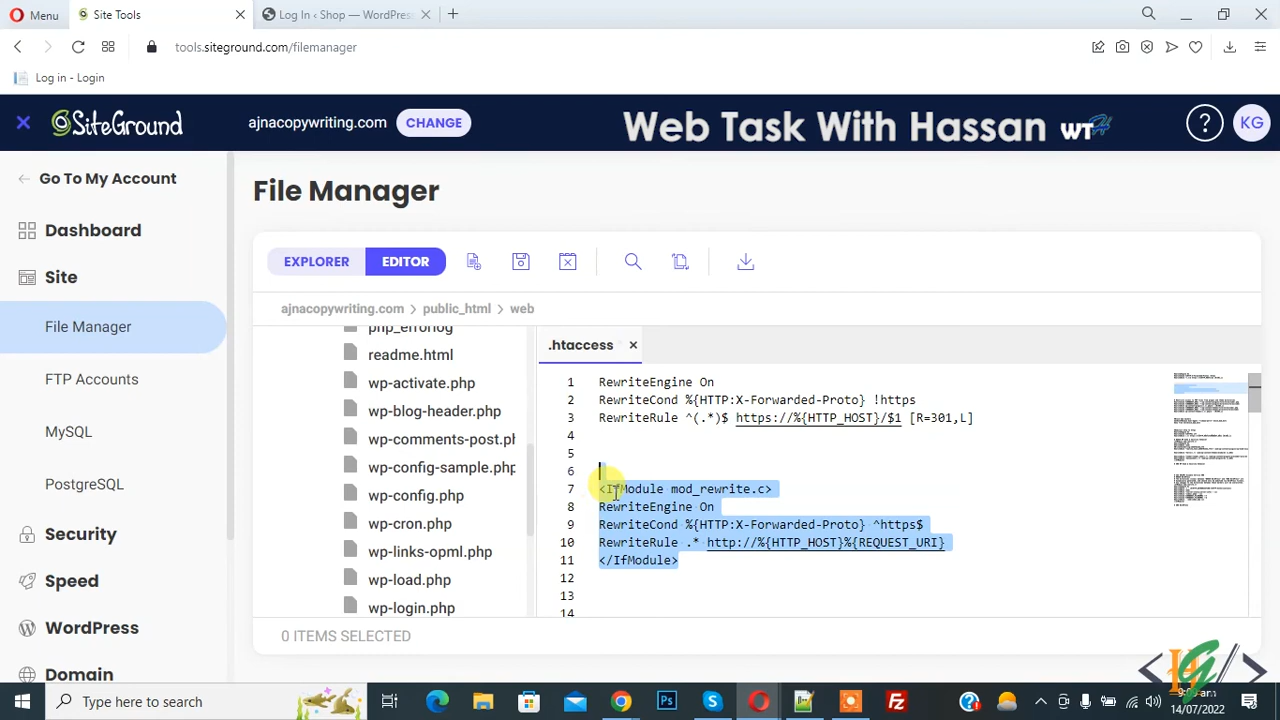 Menu
Site Tools
Log In ‹ Shop — WordPres
tools.siteground.com/filemanager
Log in - Login
SiteGround
ajnacopywriting.com
CHANGE
Web Task With Hassan
WT
?
KG
Go To My Account
Dashboard
Site
File Manager
FTP Accounts
MySQL
PostgreSQL
Security
Speed
WordPress
Domain
File Manager
EXPLORER
EDITOR
ajnacopywriting.com > public_html > web
php_errorlog
readme.html
wp-activate.php
wp-blog-header.php
wp-comments-post.ph
wp-config-sample.php
wp-config.php
wp-cron.php
wp-links-opml.php
wp-load.php
wp-login.php
.htaccess
1 RewriteEngine On
2 RewriteCond %{HTTP:X-Forwarded-Proto} !https
3 RewriteRule ^(.*)$ https://%{HTTP_HOST}/$1 [R=301,L]
4
5
6
7 <IfModule mod_rewrite.c>
8 RewriteEngine On
9 RewriteCond %{HTTP:X-Forwarded-Proto} ^https$
10 RewriteRule .* http://%{HTTP_HOST}%{REQUEST_URI}
11 </IfModule>
12
13
14
0 ITEMS SELECTED
Type here to search
14/07/2022